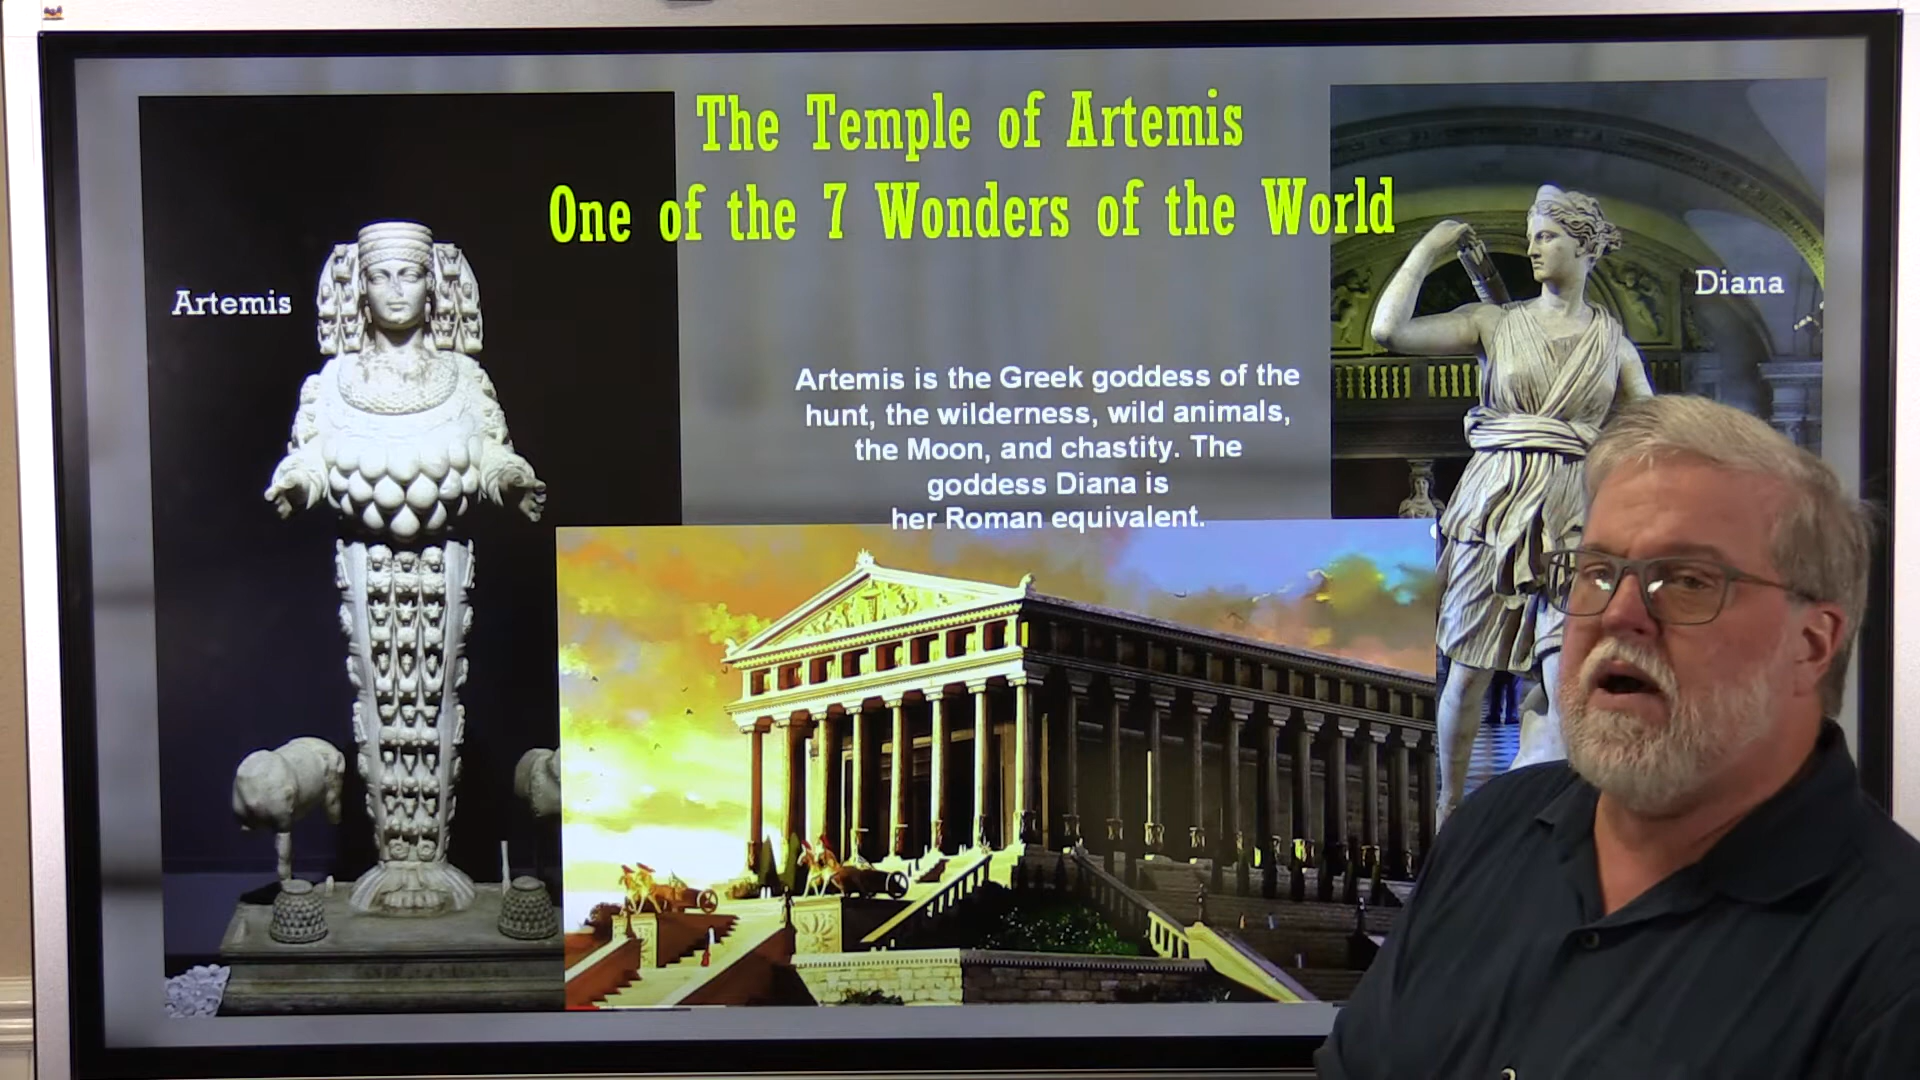 The Temple of Artemis
One of the 7 Wonders of the World
Artemis
Diana
Artemis is the Greek goddess of the
hunt, the wilderness, wild animals,
the Moon, and chastity. The
goddess Diana is
her Roman equivalent.